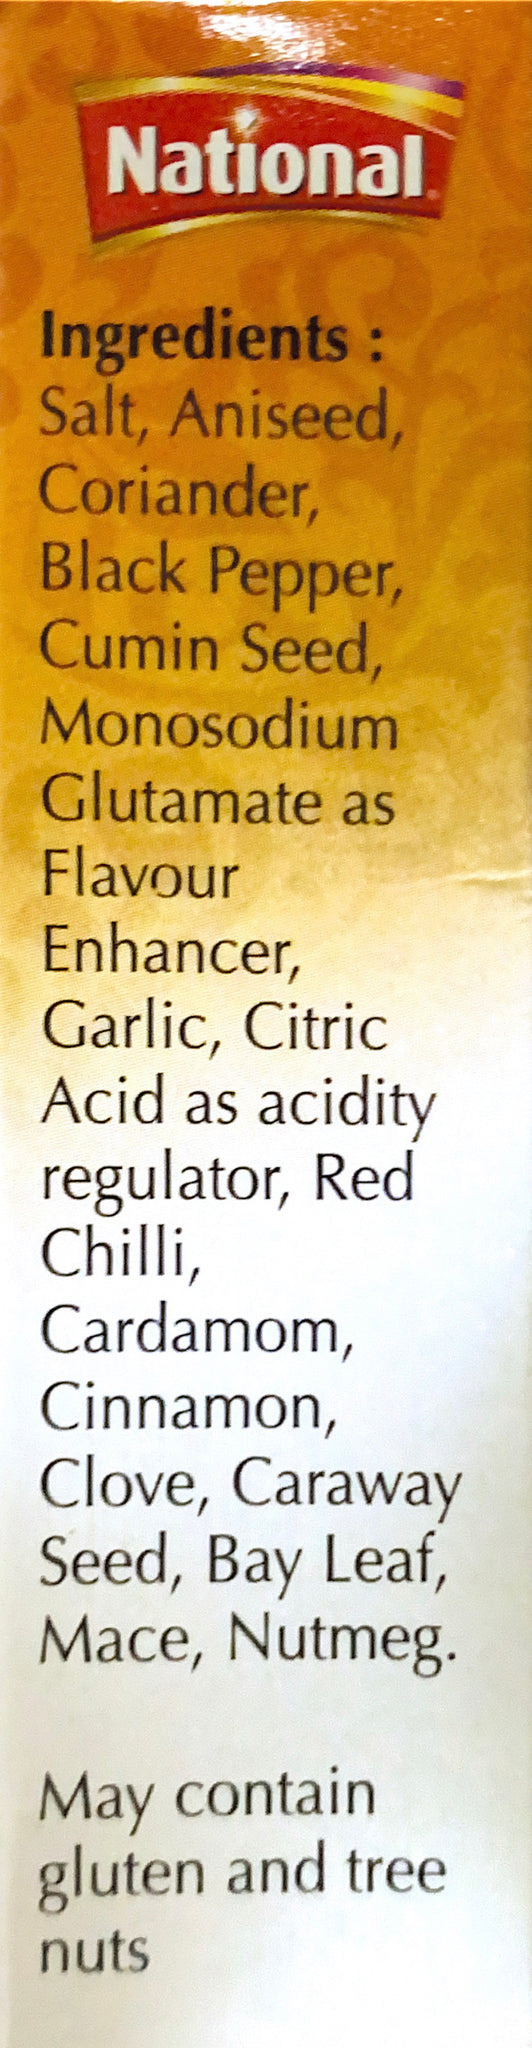 National
Ingredients :
Salt, Aniseed,
Coriander,
Black Pepper,
Cumin Seed,
Monosodium
Glutamate as
Flavour
Enhancer,
Garlic, Citric
Acid as acidity
regulator, Red
Chilli,
Cardamom,
Cinnamon,
Clove, Caraway
Seed, Bay Leaf,
Mace, Nutmeg.
May contain
gluten and tree
nuts